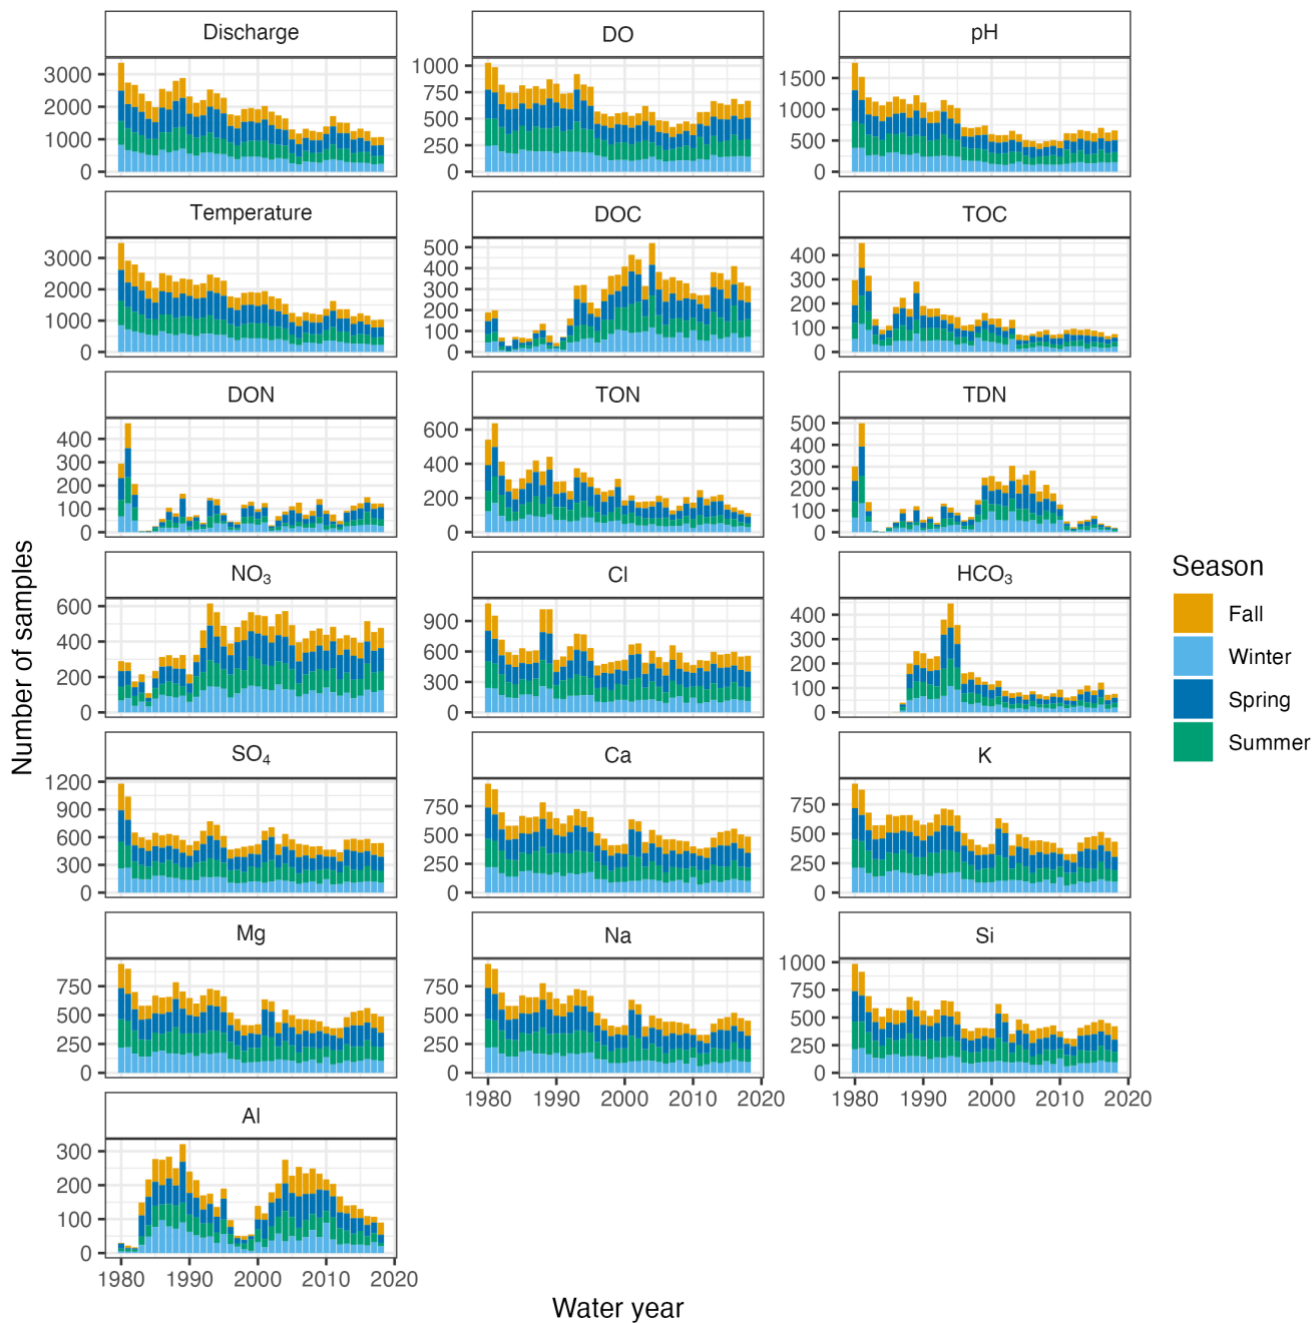 Discharge DO pH
3000 2000 1000 0
1000 750 500 250 0
1500 1000 500 0
Temperature DOC TOC
3000 2000 1000 0
500 400 300 200 100 0
400 300 200 100 0
DON TON TDN
400 300 200 100 0
600 400 200 0
500 400 300 200 100 0
NO₃ Cl HCO₃
600 400 200 0
900 600 300 0
400 300 200 100 0
SO₄ Ca K
1200 900 600 300 0
750 500 250 0
750 500 250 0
Mg Na Si
750 500 250 0
750 500 250 0
1000 750 500 250 0
1980 1990 2000 2010 2020
1980 1990 2000 2010 2020
Al
300 200 100 0
1980 1990 2000 2010 2020
Water year
Number of samples
Season
Fall
Winter
Spring
Summer